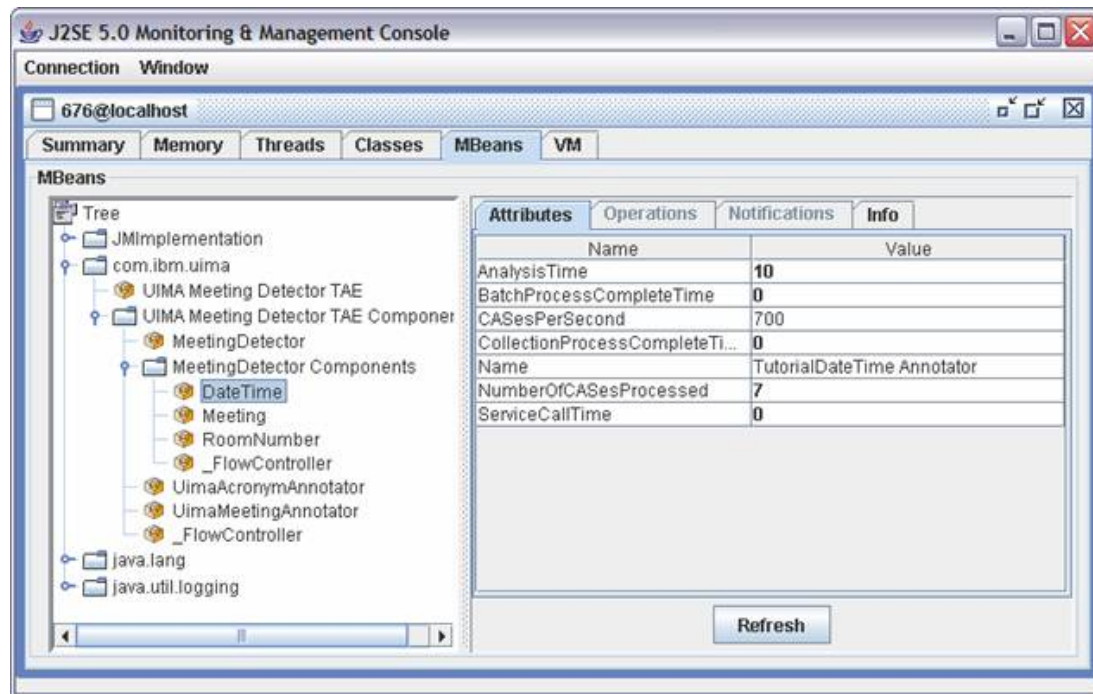 J2SE 5.0 Monitoring & Management Console
Connection Window
676@localhost
Summary Memory Threads Classes MBeans VM
MBeans
Tree
JMImplementation
com.ibm.uima
UIMA Meeting Detector TAE
UIMA Meeting Detector TAE Componer
MeetingDetector
MeetingDetector Components
DateTime
Meeting
RoomNumber
_FlowController
UimaAcronymAnnotator
UimaMeetingAnnotator
_FlowController
java.lang
java.util.logging
Attributes Operations Notifications Info
Name Value
AnalysisTime 10
BatchProcessCompleteTime 0
CASesPerSecond 700
CollectionProcessCompleteTi... 0
Name TutorialDateTime Annotator
NumberOfCASesProcessed 7
ServiceCallTime 0
Refresh